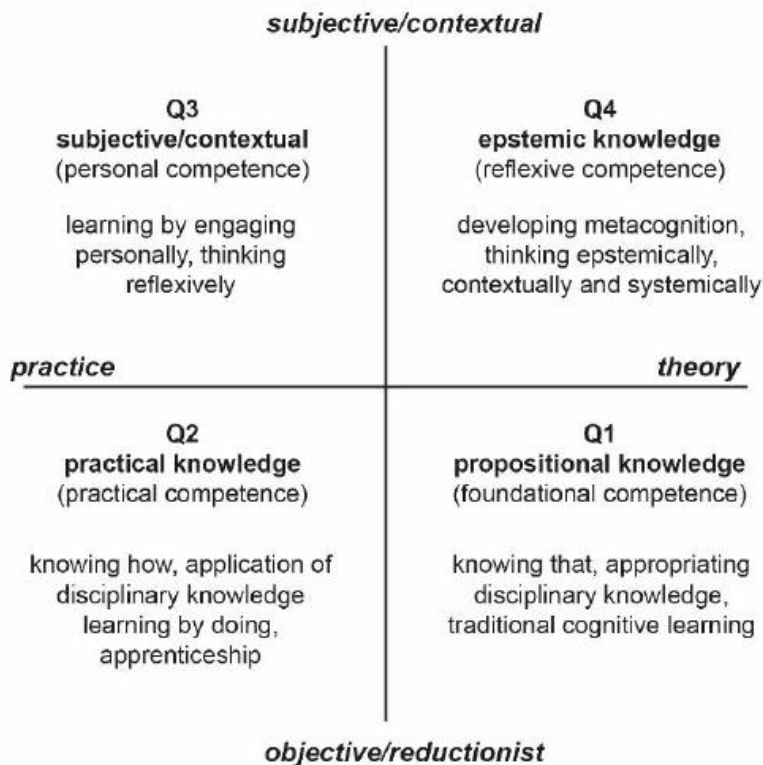 subjective/contextual
Q3
subjective/contextual
(personal competence)
learning by engaging
personally, thinking
reflexively
Q4
epstemic knowledge
(reflexive competence)
developing metacognition,
thinking epstemically,
contextually and systemically
practice
theory
Q2
practical knowledge
(practical competence)
knowing how, application of
disciplinary knowledge
learning by doing,
apprenticeship
Q1
propositional knowledge
(foundational competence)
knowing that, appropriating
disciplinary knowledge,
traditional cognitive learning
objective/reductionist